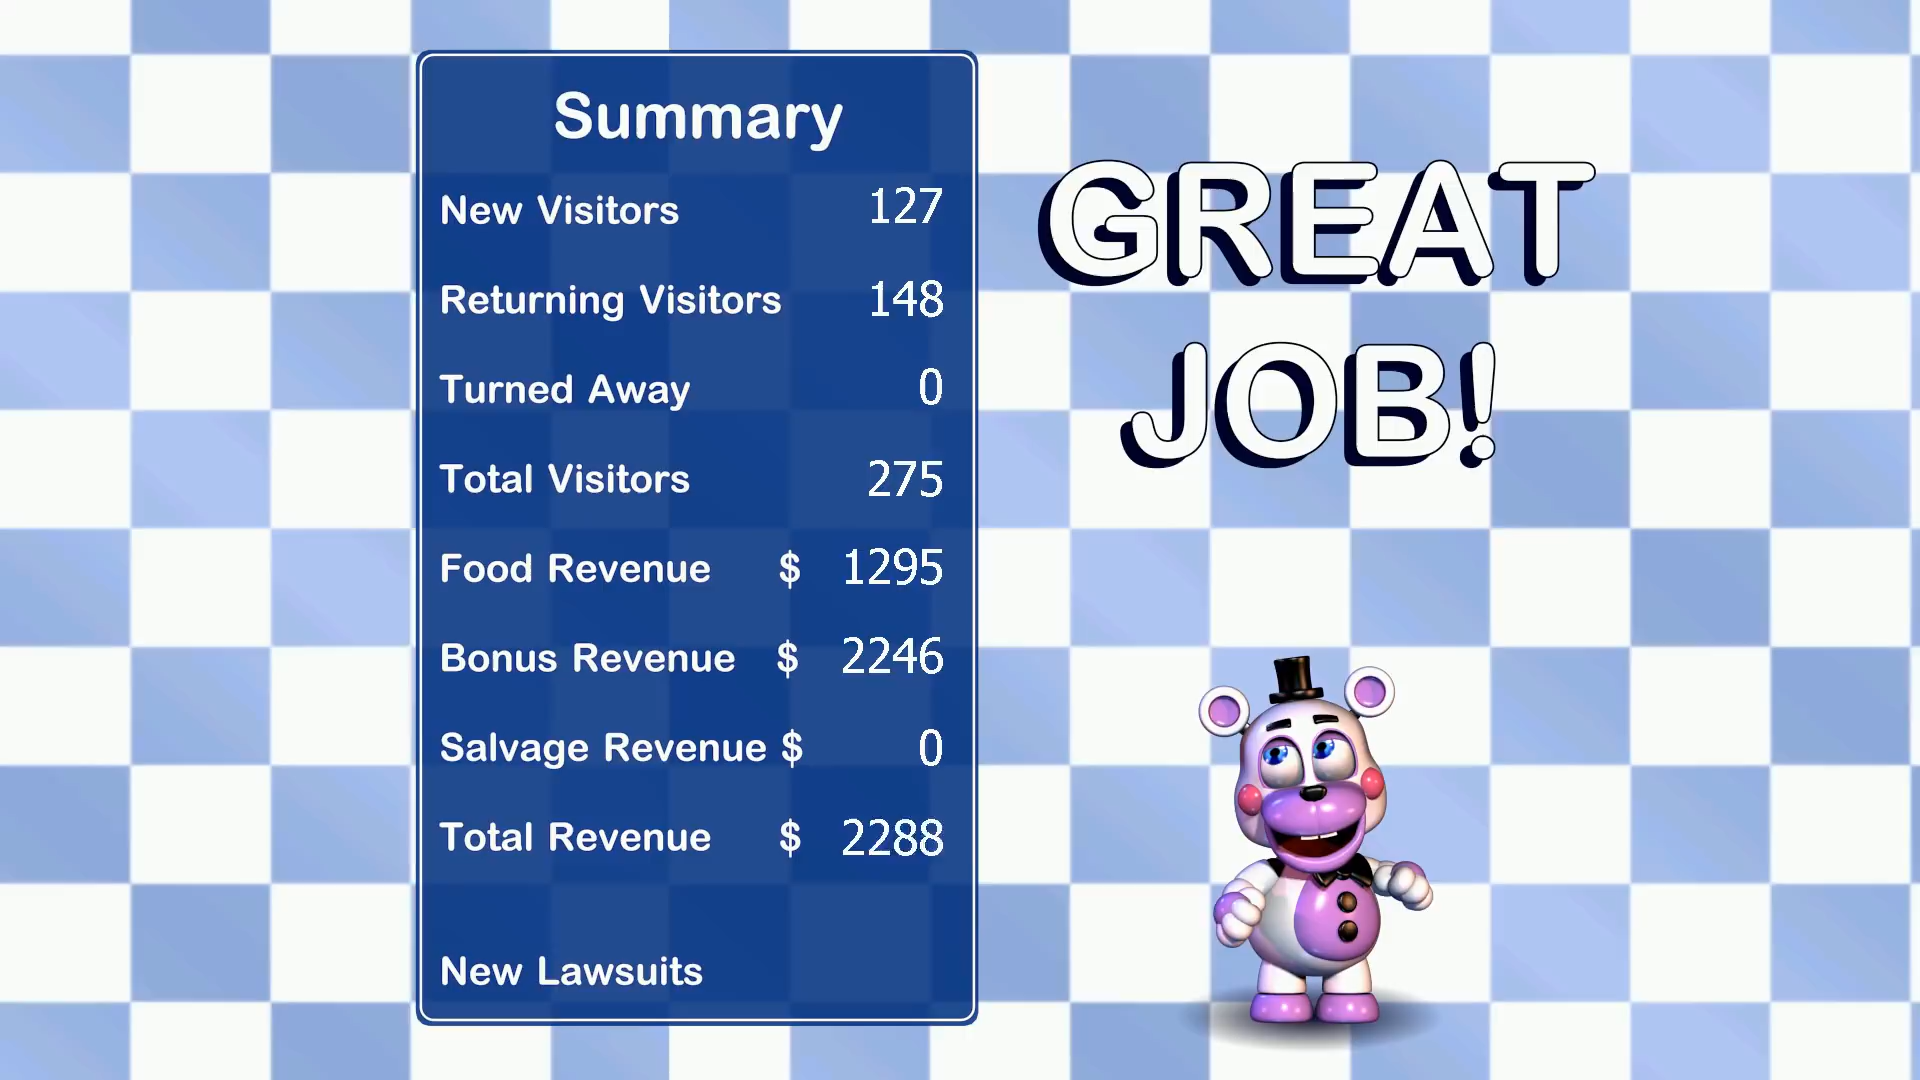 Summary
New Visitors 127
Returning Visitors 148
Turned Away 0
Total Visitors 275
Food Revenue $ 1295
Bonus Revenue $ 2246
Salvage Revenue $ 0
Total Revenue $ 2288
New Lawsuits
GREAT
JOB!